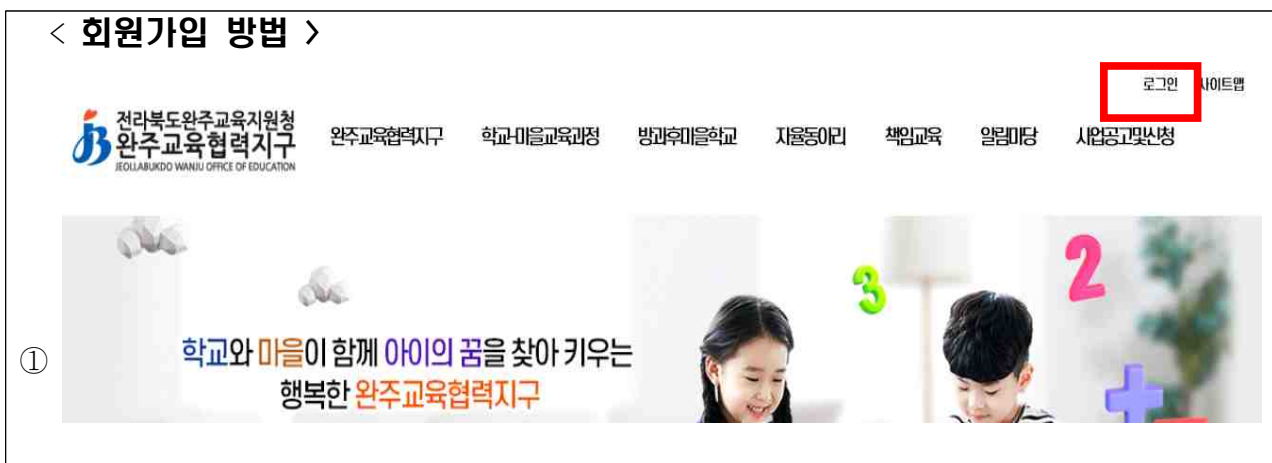 < 회원가입 방법 >
로그인 사이트맵
전라북도완주교육지원청
완주교육협력지구
JEOLLABUKDO WANJU OFFICE OF EDUCATION
완주교육협력지구 학교-마을교육과정 방과후마을학교 자율동아리 책임교육 알림마당 사업공고및신청
3
2
①
학교와 마을이 함께 아이의 꿈을 찾아 키우는
행복한 완주교육협력지구